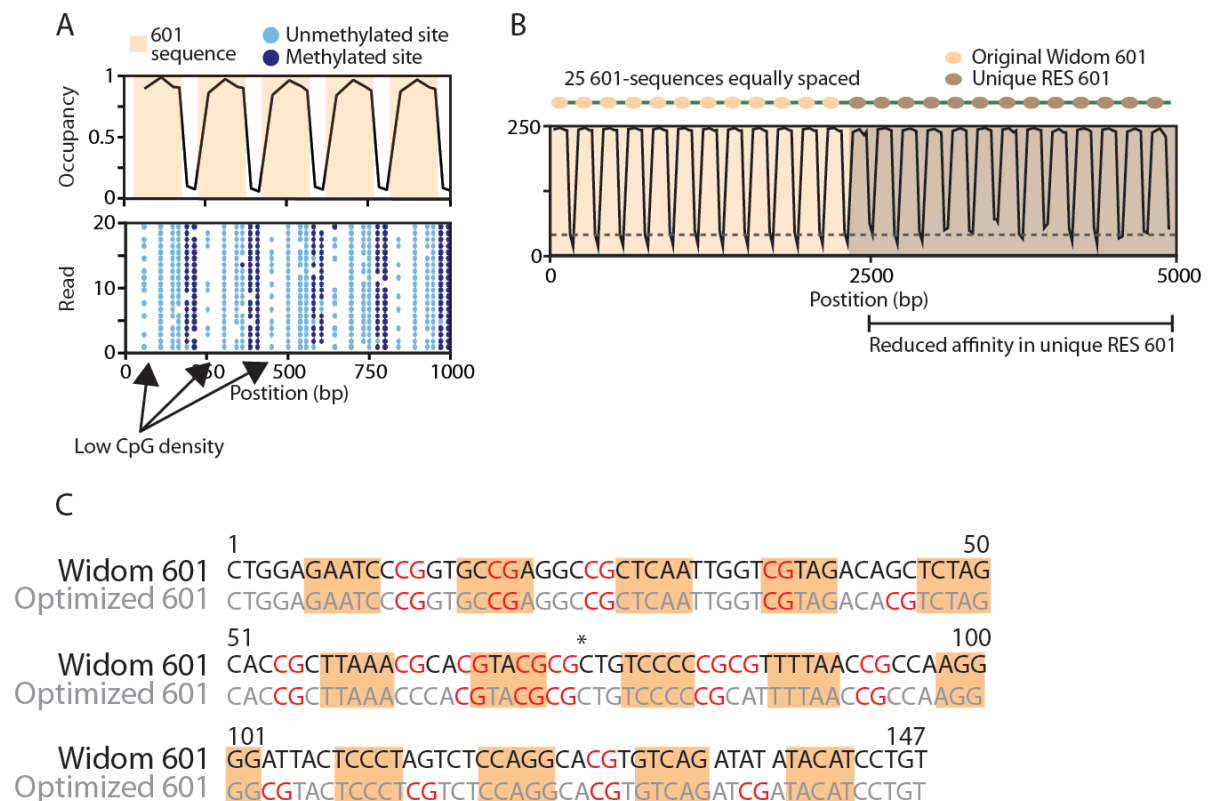 A
B
601
sequence
Unmethylated site
Methylated site
Original Widom 601
Unique RES 601
25 601-sequences equally spaced
Occupancy
1
0.5
0
Read
20
10
0
0
250
500
750
1000
Postition (bp)
Low CpG density
250
0
0
2500
5000
Postition (bp)
Reduced affinity in unique RES 601
C
1 50
Widom 601 CTGGAGAATCCCGGTGCCGAGGCCGCTCAATTGGTCGTAGACAGCTCTAG
Optimized 601 CTGGAGAATCCCGGTGCCGAGGCCGCTCAATTGGTCGTAGACACGTCTAG
51 * 100
Widom 601 CACCGCTTAAACGCACGTACGCGCTGTCCCCCGCGTTTTAACCGCCAAGG
Optimized 601 CACCGCTTAAACCCACGTACGCGCTGTCCCCCGCATTTTAACCGCCAAGG
101 147
Widom 601 GGATTACTCCCTAGTCTCCAGGCACGTGTCAG ATAT ATACATCCTGT
Optimized 601 GGCGTACTCCCTCGTCTCCAGGCACGTGTCAGATCGATACATCCTGT